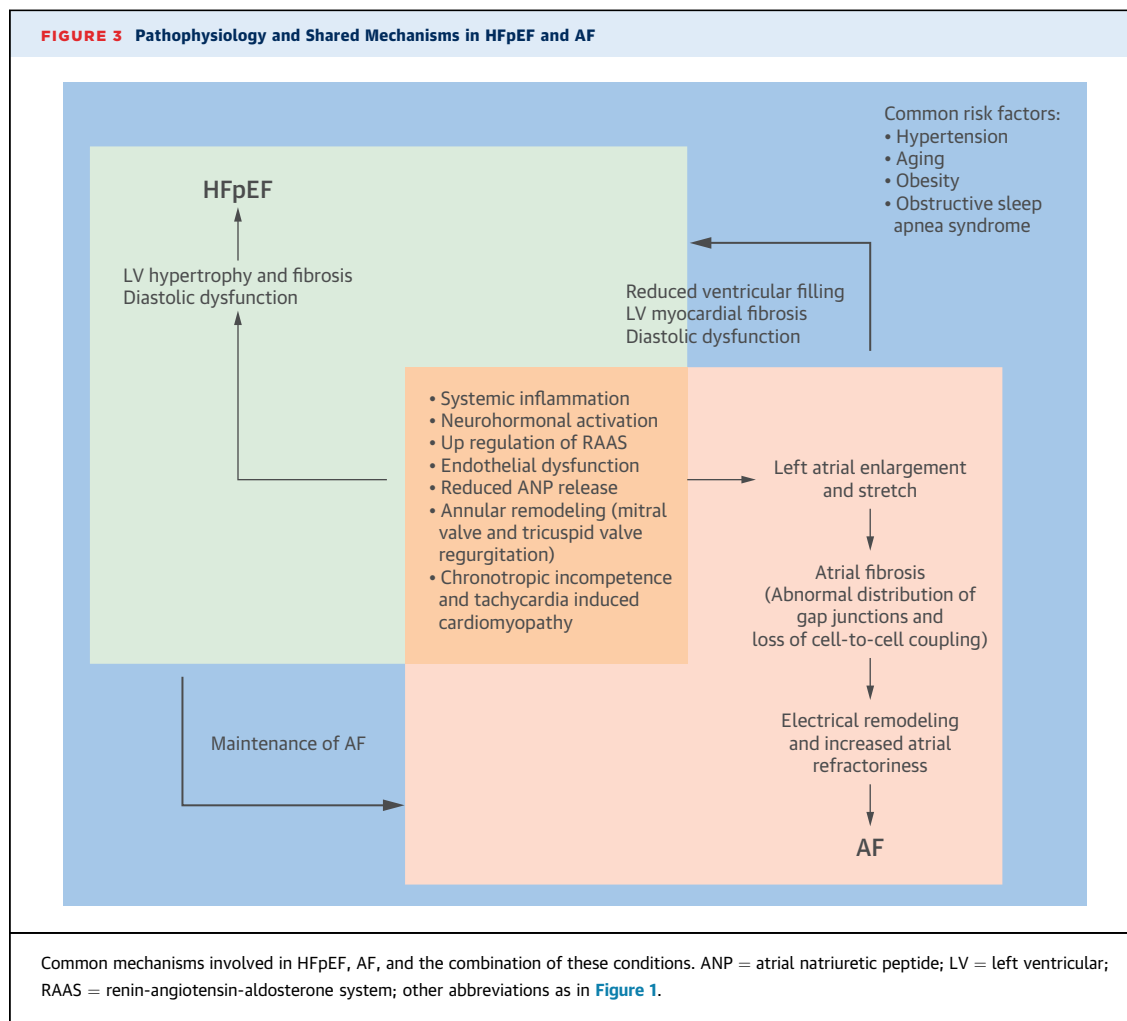 FIGURE 3 Pathophysiology and Shared Mechanisms in HFpEF and AF
Common risk factors:
• Hypertension
• Aging
• Obesity
• Obstructive sleep
apnea syndrome
HFpEF
LV hypertrophy and fibrosis
Diastolic dysfunction
Reduced ventricular filling
LV myocardial fibrosis
Diastolic dysfunction
• Systemic inflammation
• Neurohormonal activation
• Up regulation of RAAS
• Endothelial dysfunction
• Reduced ANP release
• Annular remodeling (mitral
valve and tricuspid valve
regurgitation)
• Chronotropic incompetence
and tachycardia induced
cardiomyopathy
Left atrial enlargement
and stretch
Atrial fibrosis
(Abnormal distribution of
gap junctions and
loss of cell-to-cell coupling)
Electrical remodeling
and increased atrial
refractoriness
AF
Maintenance of AF
Common mechanisms involved in HFpEF, AF, and the combination of these conditions. ANP = atrial natriuretic peptide; LV = left ventricular;
RAAS = renin-angiotensin-aldosterone system; other abbreviations as in Figure 1.